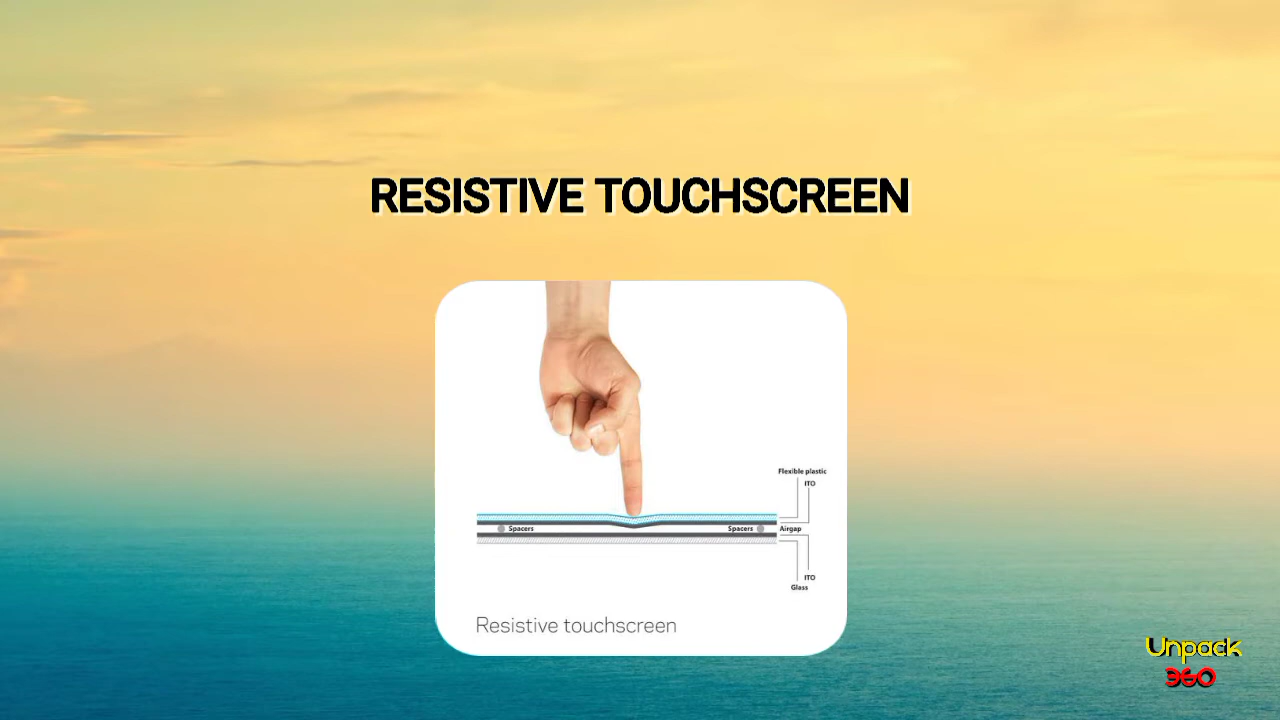 RESISTIVE TOUCHSCREEN
Flexible plastic
ITO
Spacers
Spacers
Airgap
ITO
Glass
Resistive touchscreen
Unpack
360